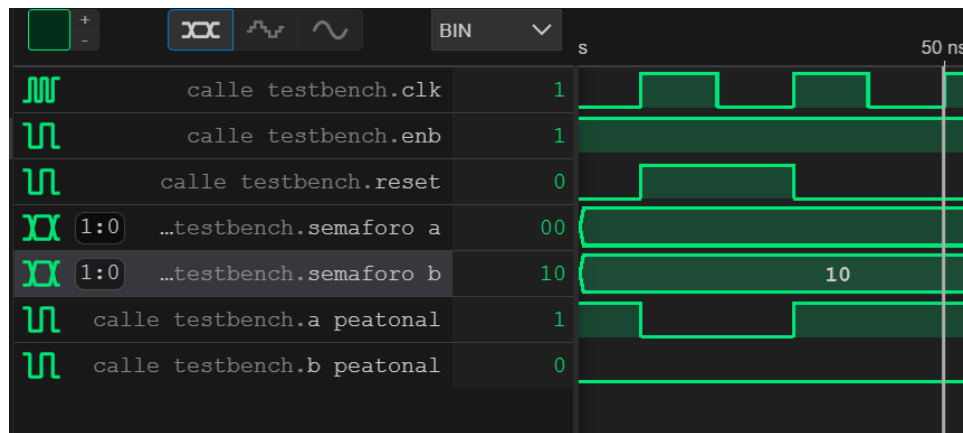 +
-
BIN
s
50 ns
calle testbench.clk 1
calle testbench.enb 1
calle testbench.reset 0
1:0 …testbench.semaforo a 00
1:0 …testbench.semaforo b 10 10
calle testbench.a peatonal 1
calle testbench.b peatonal 0